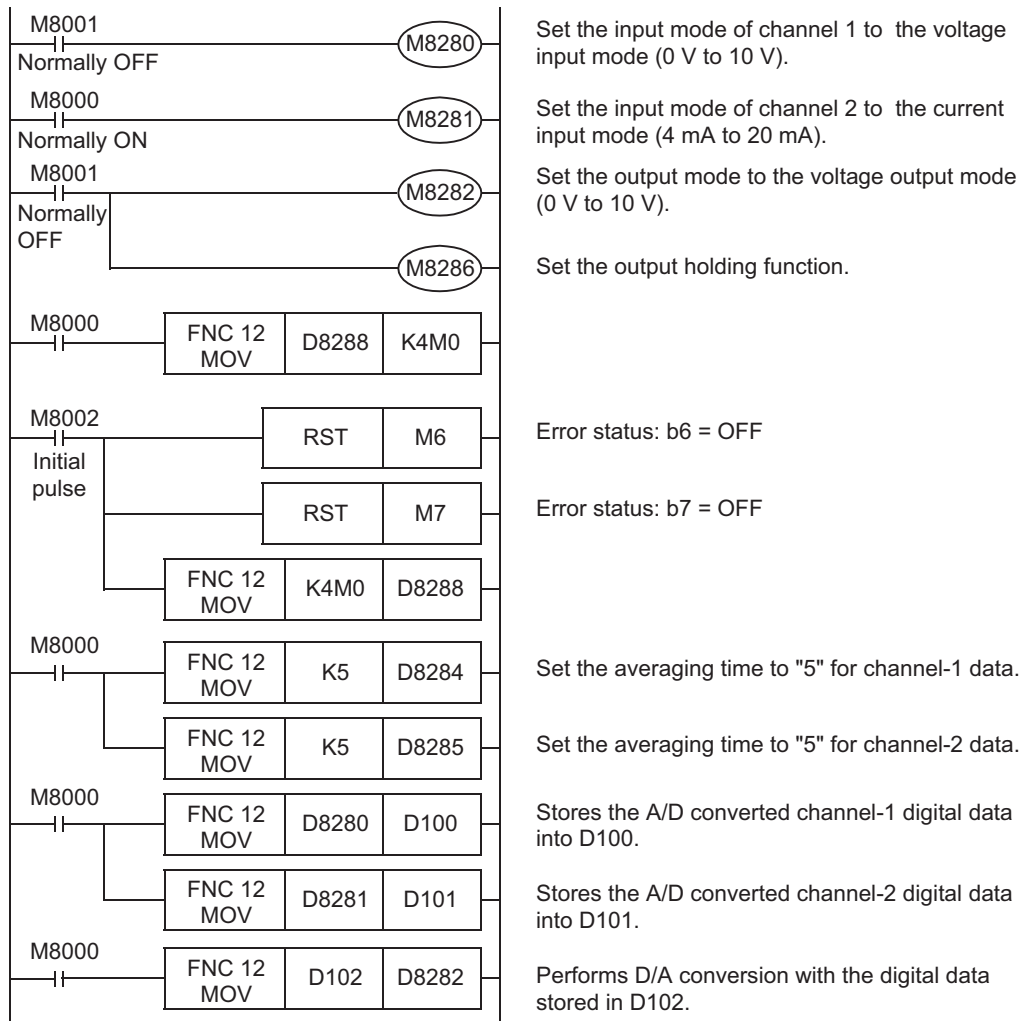 M8001
M8280
Normally OFF
Set the input mode of channel 1 to  the voltage
input mode (0 V to 10 V).
M8000
M8281
Normally ON
Set the input mode of channel 2 to  the current
input mode (4 mA to 20 mA).
M8001
M8282
Normally
OFF
Set the output mode to the voltage output mode
(0 V to 10 V).
M8286
Set the output holding function.
M8000
FNC 12
MOV
D8288
K4M0
M8002
Initial
pulse
RST
M6
Error status: b6 = OFF
RST
M7
Error status: b7 = OFF
FNC 12
MOV
K4M0
D8288
M8000
FNC 12
MOV
K5
D8284
Set the averaging time to "5" for channel-1 data.
FNC 12
MOV
K5
D8285
Set the averaging time to "5" for channel-2 data.
M8000
FNC 12
MOV
D8280
D100
Stores the A/D converted channel-1 digital data
into D100.
FNC 12
MOV
D8281
D101
Stores the A/D converted channel-2 digital data
into D101.
M8000
FNC 12
MOV
D102
D8282
Performs D/A conversion with the digital data
stored in D102.